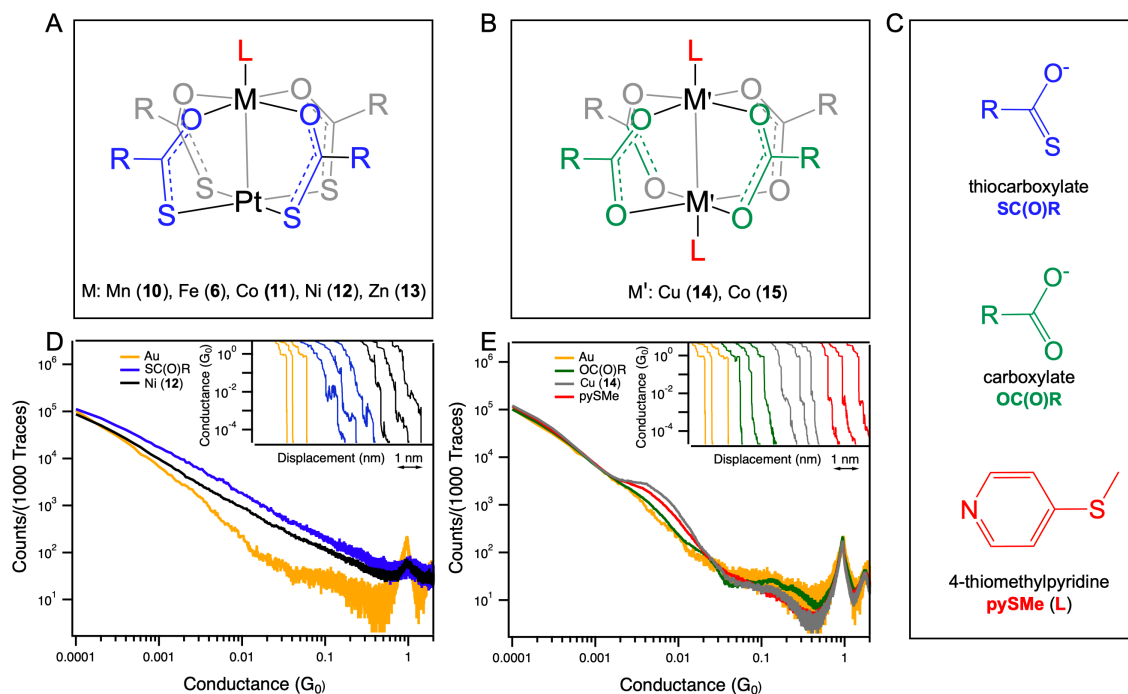 A
L
M
O
O
O
O
R
R
R
R
S
S
S
S
Pt
M: Mn (10), Fe (6), Co (11), Ni (12), Zn (13)
B
L
M'
O
O
O
O
R
R
R
R
O
O
O
O
M'
L
M': Cu (14), Co (15)
C
O-
R
S
thiocarboxylate
SC(O)R
O-
R
O
carboxylate
OC(O)R
N
S
4-thiomethylpyridine
pySMe (L)
D
Au
SC(O)R
Ni (12)
Counts/(1000 Traces)
10^6
10^5
10^4
10^3
10^2
10^1
0.0001
0.001
0.01
0.1
1
Conductance (G₀)
Conductance (G₀)
10^0
10^-2
10^-4
Displacement (nm)
1 nm
E
Au
OC(O)R
Cu (14)
pySMe
Counts/(1000 Traces)
10^6
10^5
10^4
10^3
10^2
10^1
0.0001
0.001
0.01
0.1
1
Conductance (G₀)
Conductance (G₀)
10^0
10^-2
10^-4
Displacement (nm)
1 nm